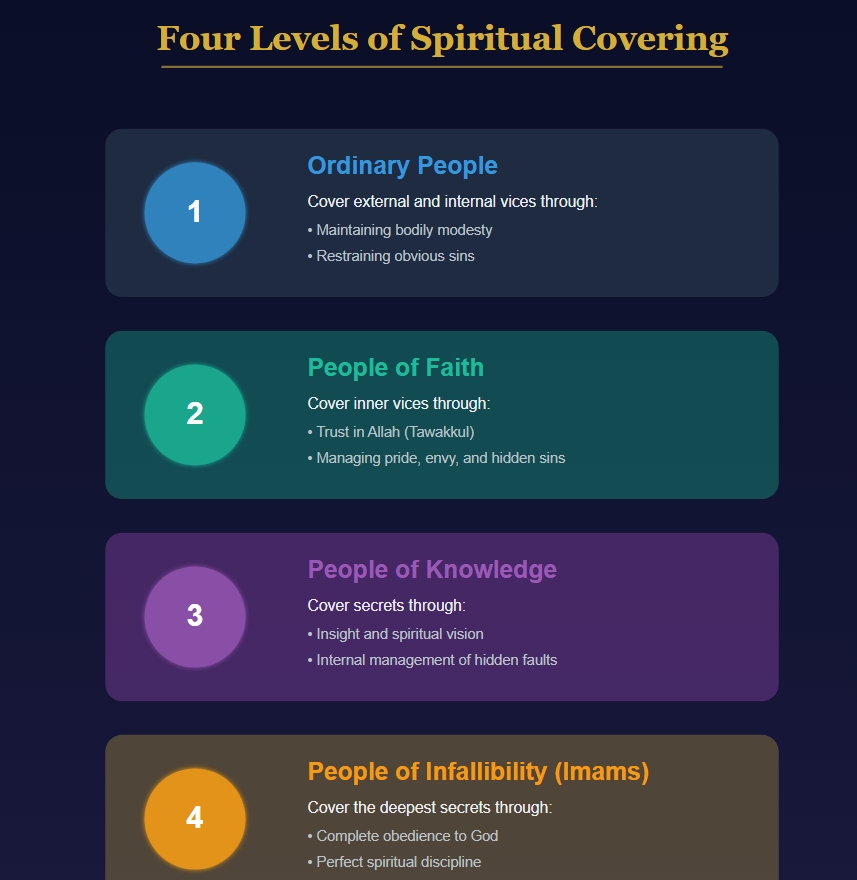 Four Levels of Spiritual Covering
1
Ordinary People
Cover external and internal vices through:
• Maintaining bodily modesty
• Restraining obvious sins
2
People of Faith
Cover inner vices through:
• Trust in Allah (Tawakkul)
• Managing pride, envy, and hidden sins
3
People of Knowledge
Cover secrets through:
• Insight and spiritual vision
• Internal management of hidden faults
4
People of Infallibility (Imams)
Cover the deepest secrets through:
• Complete obedience to God
• Perfect spiritual discipline